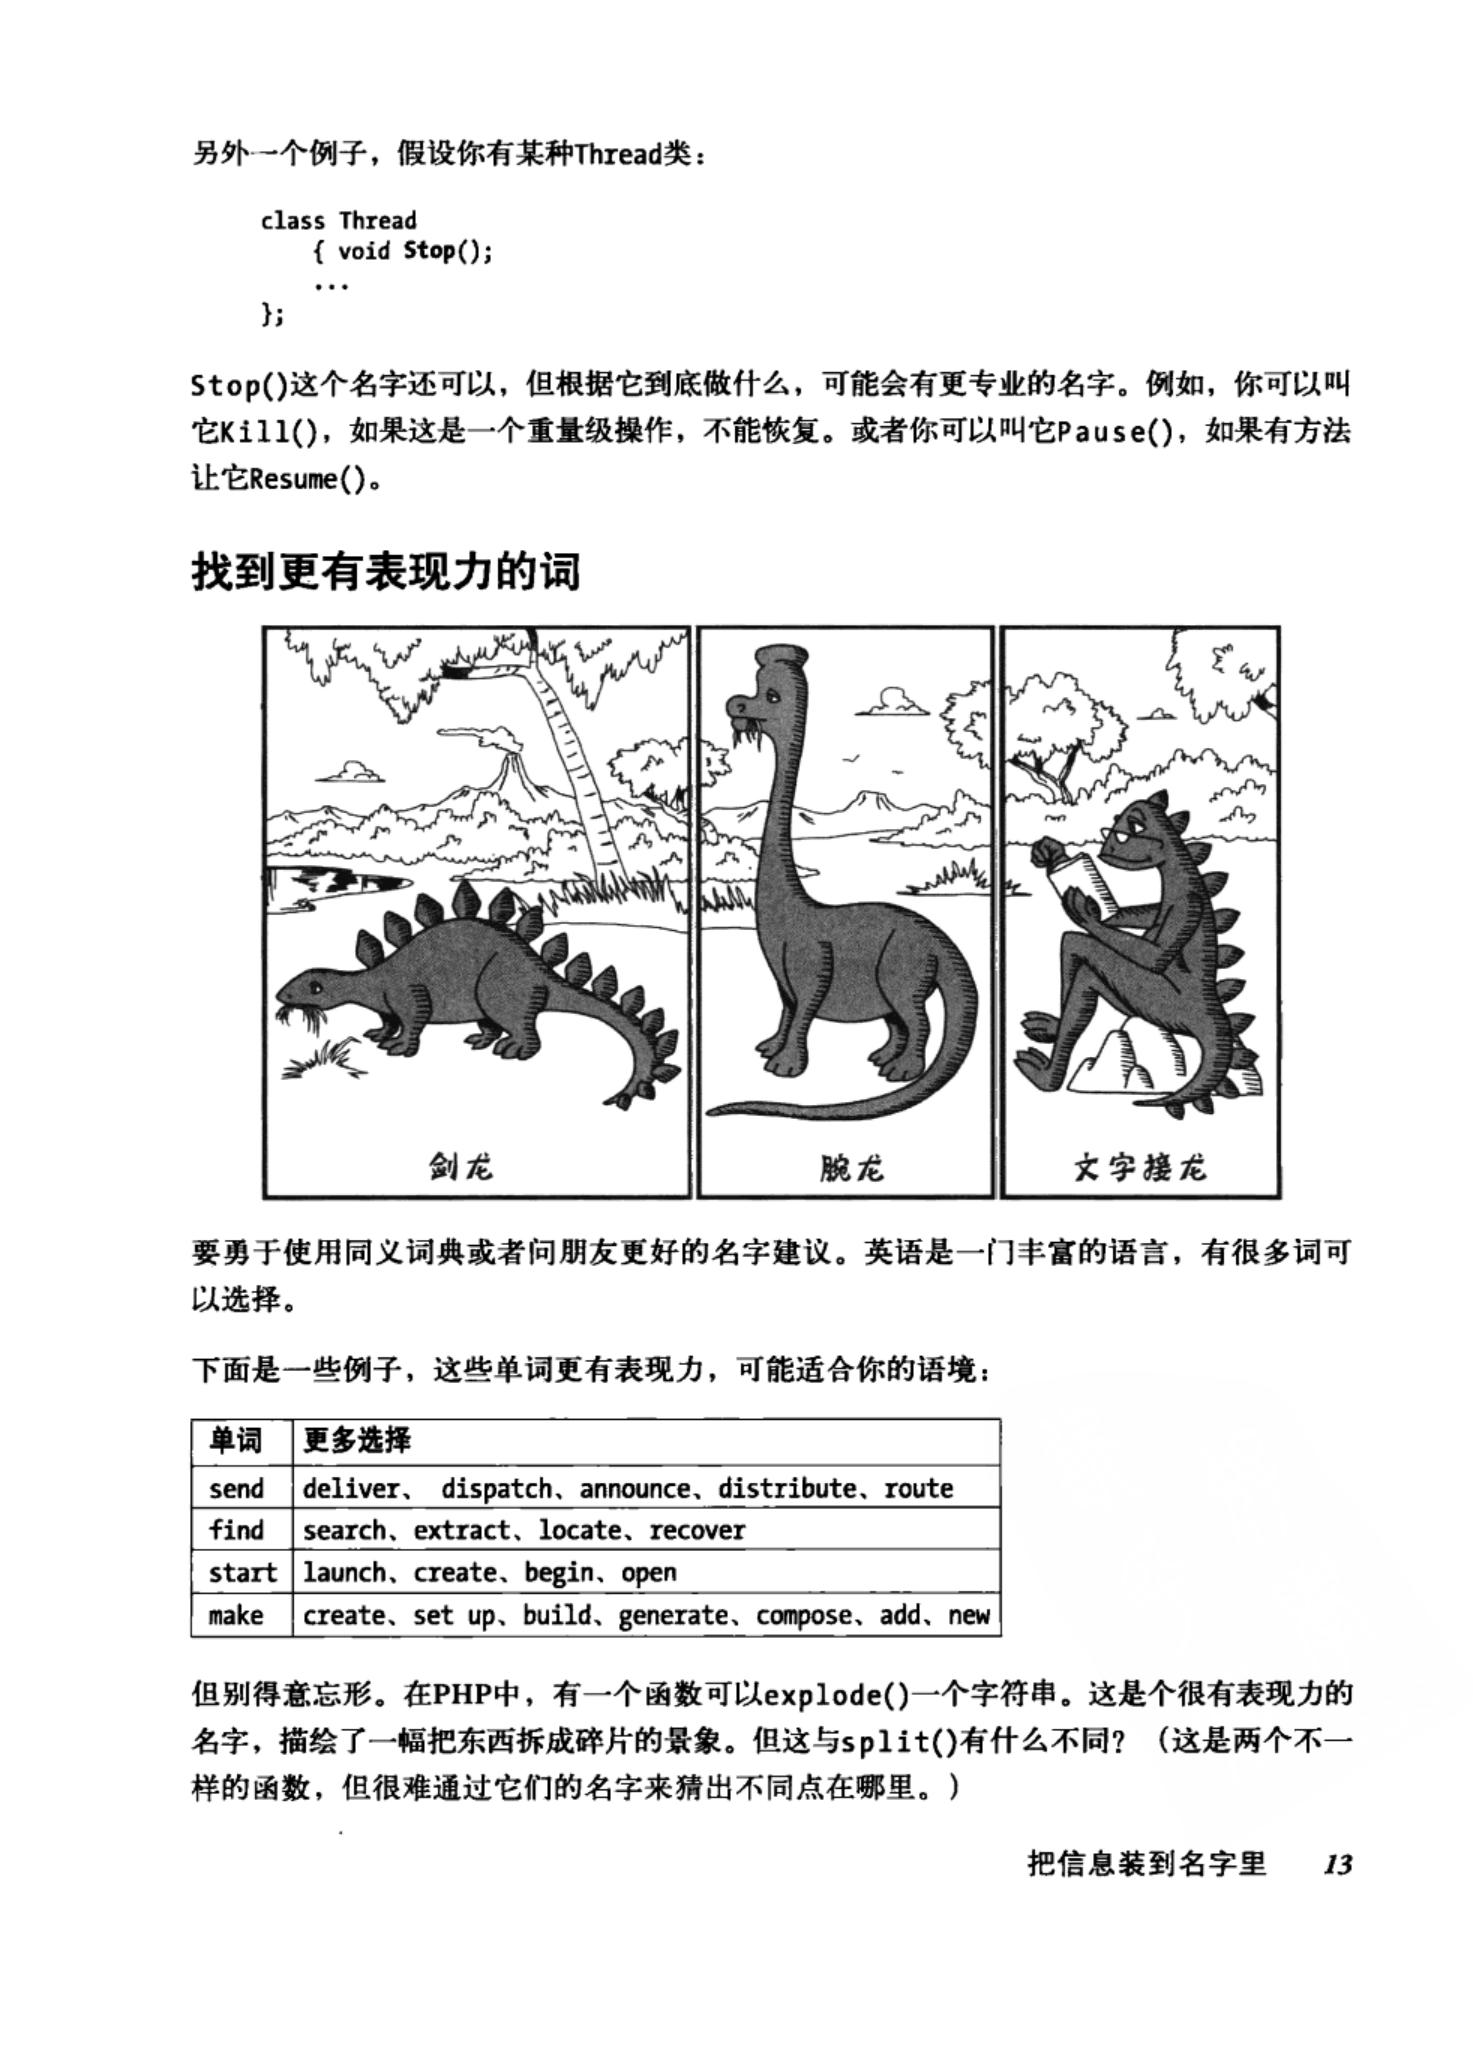 另外一个例子，假设你有某种Thread类：
class Thread
{ void Stop();
...
};
Stop()这个名字还可以，但根据它到底做什么，可能会有更专业的名字。例如，你可以叫
它Kill()，如果这是一个重量级操作，不能恢复。或者你可以叫它Pause()，如果有方法
让它Resume()。
找到更有表现力的词
剑龙 腕龙 文字接龙
要勇于使用同义词典或者问朋友更好的名字建议。英语是一门丰富的语言，有很多词可
以选择。
下面是一些例子，这些单词更有表现力，可能适合你的语境：
单词 更多选择
send deliver、 dispatch、announce、distribute、route
find search、extract、locate、recover
start launch、create、begin、open
make create、set up、build、generate、compose、add、new
但别得意忘形。在PHP中，有一个函数可以explode()一个字符串。这是个很有表现力的
名字，描绘了一幅把东西拆成碎片的景象。但这与split()有什么不同？（这是两个不一
样的函数，但很难通过它们的名字来猜出不同点在哪里。）
把信息装到名字里 13